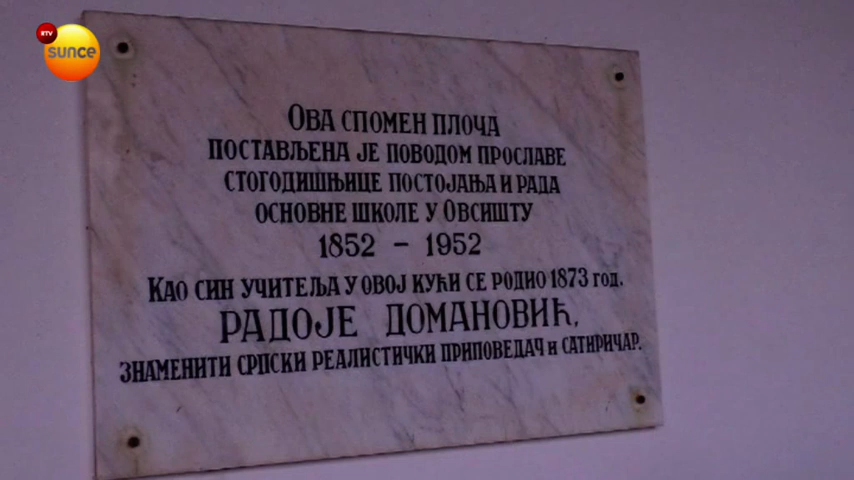 RTV
sunce
ОВА СПОМЕН ПЛОЧА
ПОСТАВЉЕНА ЈЕ ПОВОДОМ ПРОСЛАВЕ
СТОГОДИШЊИЦЕ ПОСТОЈАЊА И РАДА
ОСНОВНЕ ШКОЛЕ У ОВСИШТУ
1852 – 1952
КАО СИН УЧИТЕЉА У ОВОЈ КУЋИ СЕ РОДИО 1873 ГОД.
РАДОЈЕ ДОМАНОВИЋ,
ЗНАМЕНИТИ СРПСКИ РЕАЛИСТИЧКИ ПРИПОВЕДАЧ И САТИРИЧАР.